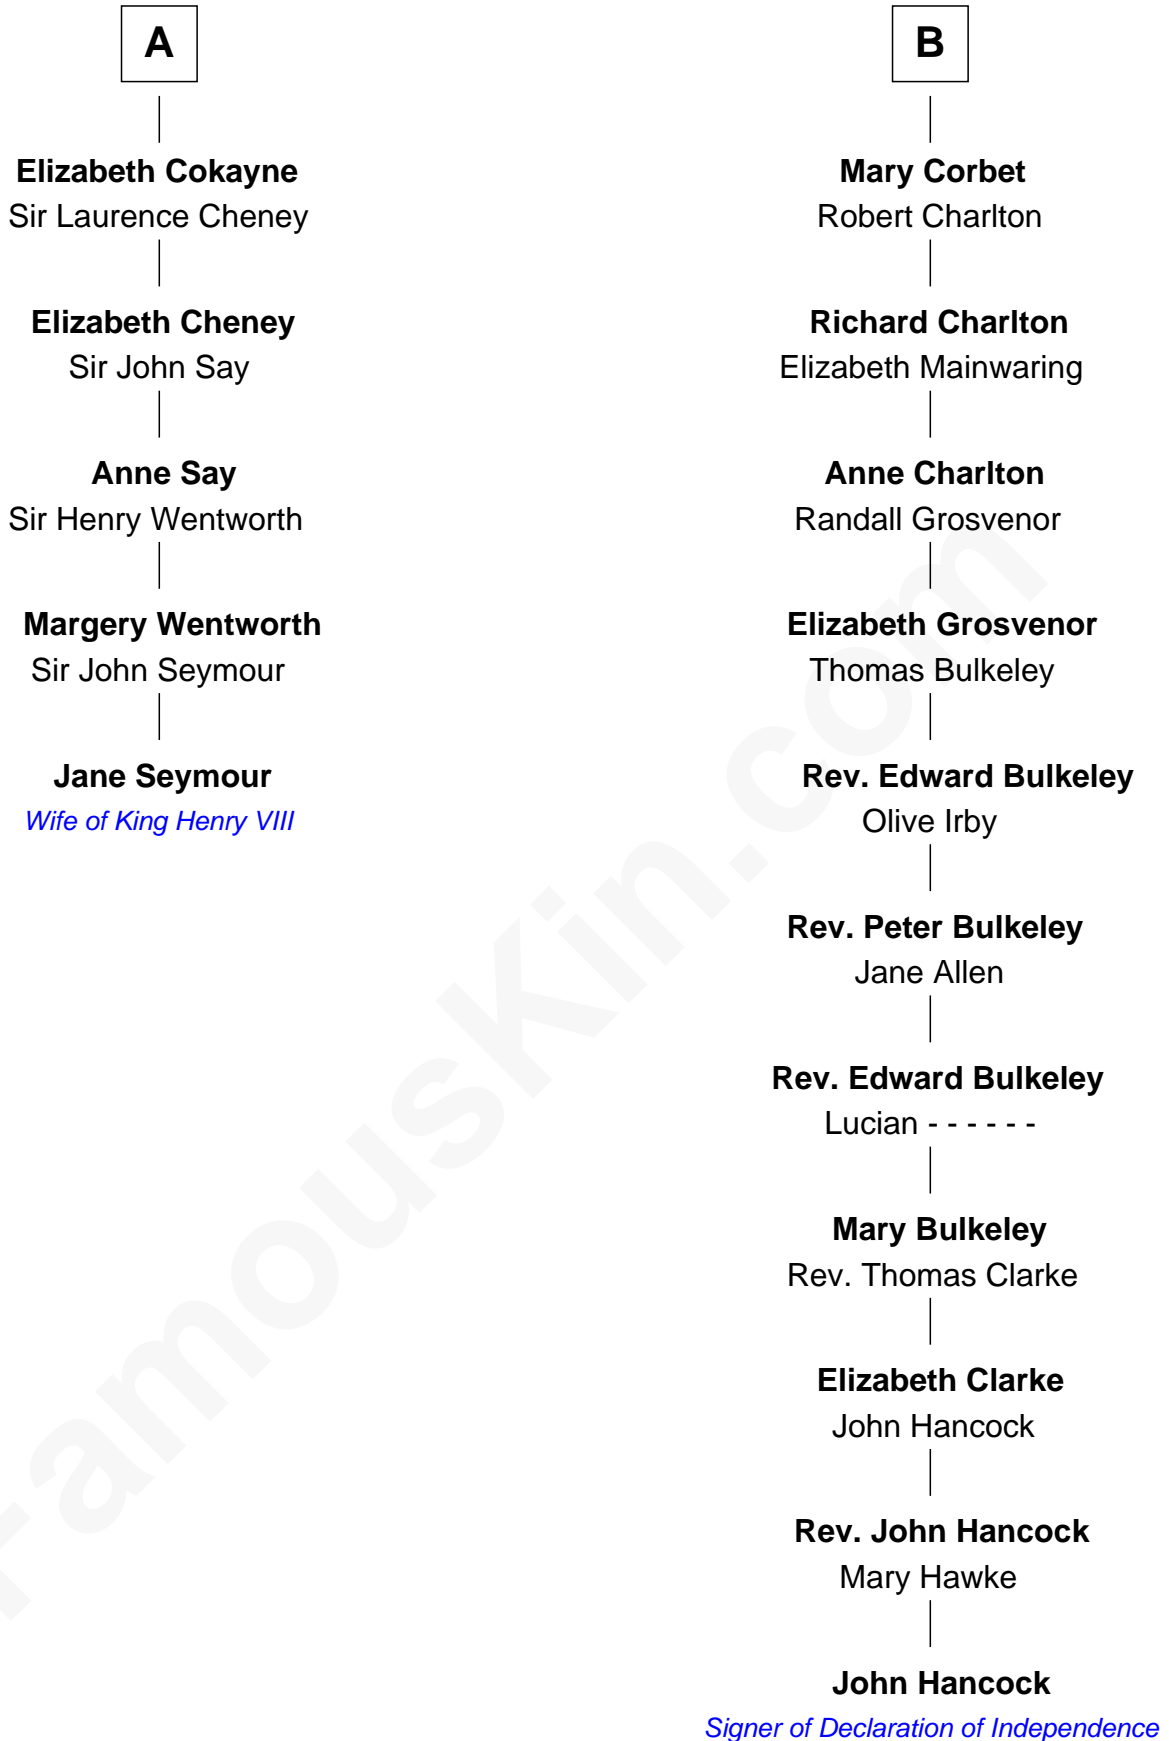 A
Elizabeth Cokayne
Sir Laurence Cheney
Elizabeth Cheney
Sir John Say
Anne Say
Sir Henry Wentworth
Margery Wentworth
Sir John Seymour
Jane Seymour
Wife of King Henry VIII
B
Mary Corbet
Robert Charlton
Richard Charlton
Elizabeth Mainwaring
Anne Charlton
Randall Grosvenor
Elizabeth Grosvenor
Thomas Bulkeley
Rev. Edward Bulkeley
Olive Irby
Rev. Peter Bulkeley
Jane Allen
Rev. Edward Bulkeley
Lucian - - - - - -
Mary Bulkeley
Rev. Thomas Clarke
Elizabeth Clarke
John Hancock
Rev. John Hancock
Mary Hawke
John Hancock
Signer of Declaration of Independence
FamousKin.com